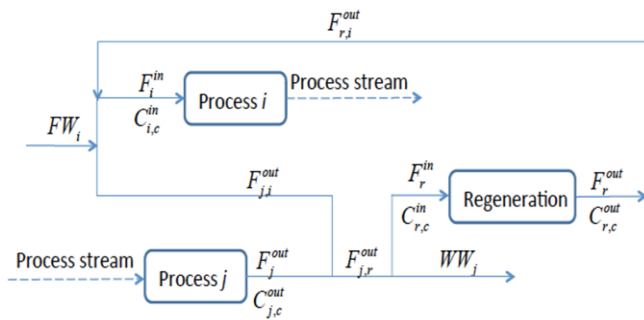 F_{r,i}^{out}
F_i^{in}
C_{i,c}^{in}
Process i
Process stream
FW_i
F_{j,i}^{out}
F_r^{in}
C_{r,c}^{in}
Regeneration
F_r^{out}
C_{r,c}^{out}
Process stream
Process j
F_j^{out}
C_{j,c}^{out}
F_{j,r}^{out}
WW_j